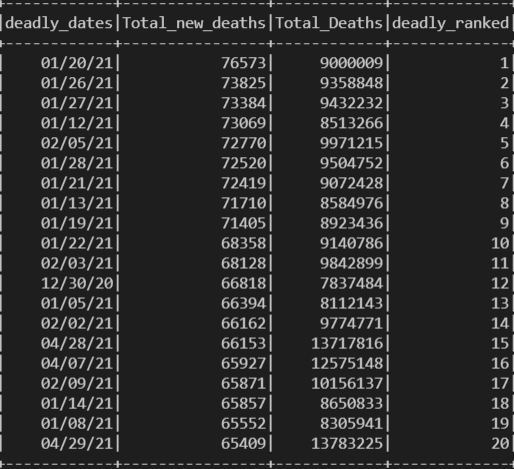 |deadly_dates|Total_new_deaths|Total_Deaths|deadly_ranked|
| 01/20/21| 76573| 9000009| 1|
| 01/26/21| 73825| 9358848| 2|
| 01/27/21| 73384| 9432232| 3|
| 01/12/21| 73069| 8513266| 4|
| 02/05/21| 72770| 9971215| 5|
| 01/28/21| 72520| 9504752| 6|
| 01/21/21| 72419| 9072428| 7|
| 01/13/21| 71710| 8584976| 8|
| 01/19/21| 71405| 8923436| 9|
| 01/22/21| 68358| 9140786| 10|
| 02/03/21| 68128| 9842899| 11|
| 12/30/20| 66818| 7837484| 12|
| 01/05/21| 66394| 8112143| 13|
| 02/02/21| 66162| 9774771| 14|
| 04/28/21| 66153| 13717816| 15|
| 04/07/21| 65927| 12575148| 16|
| 02/09/21| 65871| 10156137| 17|
| 01/14/21| 65857| 8650833| 18|
| 01/08/21| 65552| 8305941| 19|
| 04/29/21| 65409| 13783225| 20|